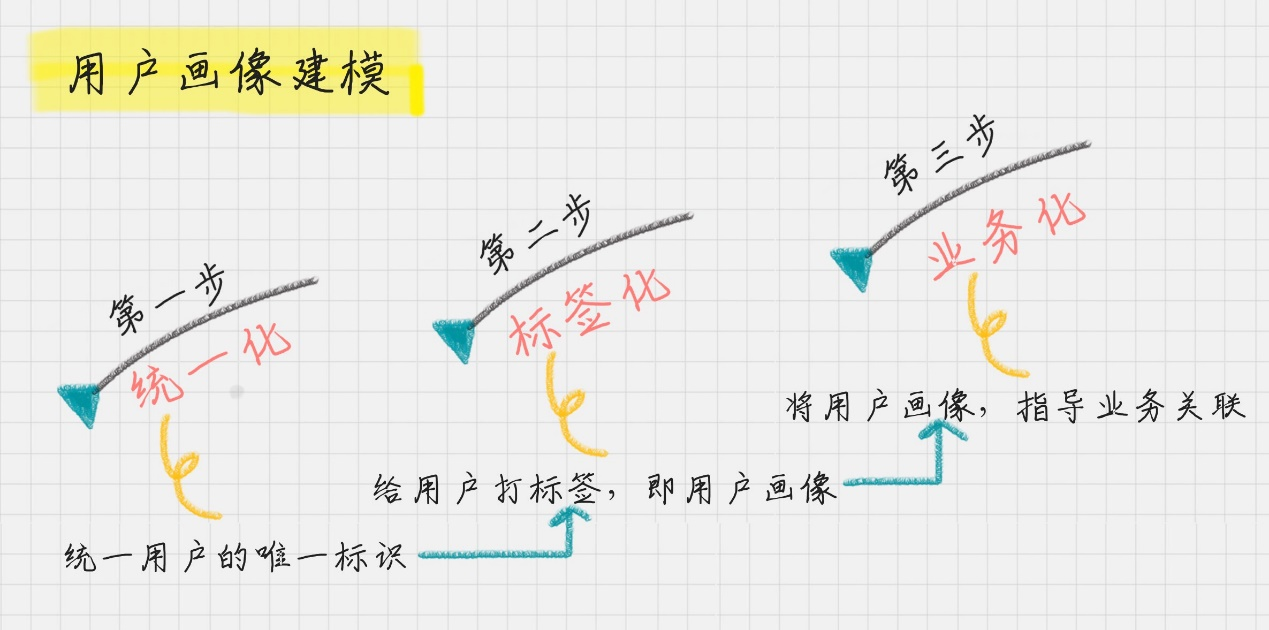 用户画像建模
第一步
统一化
统一用户的唯一标识
第二步
标签化
给用户打标签，即用户画像
第三步
业务化
将用户画像，指导业务关联